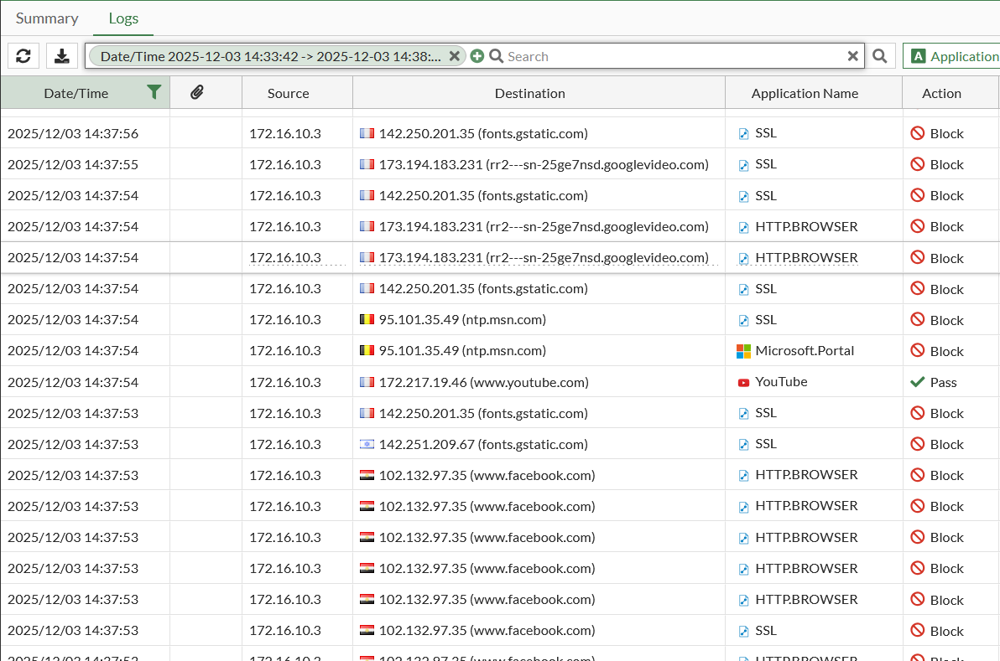 Summary Logs
Date/Time 2025-12-03 14:33:42 -> 2025-12-03 14:38:... Search A Application
Date/Time Source Destination Application Name Action
2025/12/03 14:37:56 172.16.10.3 142.250.201.35 (fonts.gstatic.com) SSL Block
2025/12/03 14:37:55 172.16.10.3 173.194.183.231 (rr2---sn-25ge7nsd.googlevideo.com) SSL Block
2025/12/03 14:37:54 172.16.10.3 142.250.201.35 (fonts.gstatic.com) SSL Block
2025/12/03 14:37:54 172.16.10.3 173.194.183.231 (rr2---sn-25ge7nsd.googlevideo.com) HTTP.BROWSER Block
2025/12/03 14:37:54 172.16.10.3 173.194.183.231 (rr2---sn-25ge7nsd.googlevideo.com) HTTP.BROWSER Block
2025/12/03 14:37:54 172.16.10.3 142.250.201.35 (fonts.gstatic.com) SSL Block
2025/12/03 14:37:54 172.16.10.3 95.101.35.49 (ntp.msn.com) SSL Block
2025/12/03 14:37:54 172.16.10.3 95.101.35.49 (ntp.msn.com) Microsoft.Portal Block
2025/12/03 14:37:54 172.16.10.3 172.217.19.46 (www.youtube.com) YouTube Pass
2025/12/03 14:37:53 172.16.10.3 142.250.201.35 (fonts.gstatic.com) SSL Block
2025/12/03 14:37:53 172.16.10.3 142.251.209.67 (fonts.gstatic.com) SSL Block
2025/12/03 14:37:53 172.16.10.3 102.132.97.35 (www.facebook.com) HTTP.BROWSER Block
2025/12/03 14:37:53 172.16.10.3 102.132.97.35 (www.facebook.com) HTTP.BROWSER Block
2025/12/03 14:37:53 172.16.10.3 102.132.97.35 (www.facebook.com) HTTP.BROWSER Block
2025/12/03 14:37:53 172.16.10.3 102.132.97.35 (www.facebook.com) HTTP.BROWSER Block
2025/12/03 14:37:53 172.16.10.3 102.132.97.35 (www.facebook.com) HTTP.BROWSER Block
2025/12/03 14:37:53 172.16.10.3 102.132.97.35 (www.facebook.com) SSL Block